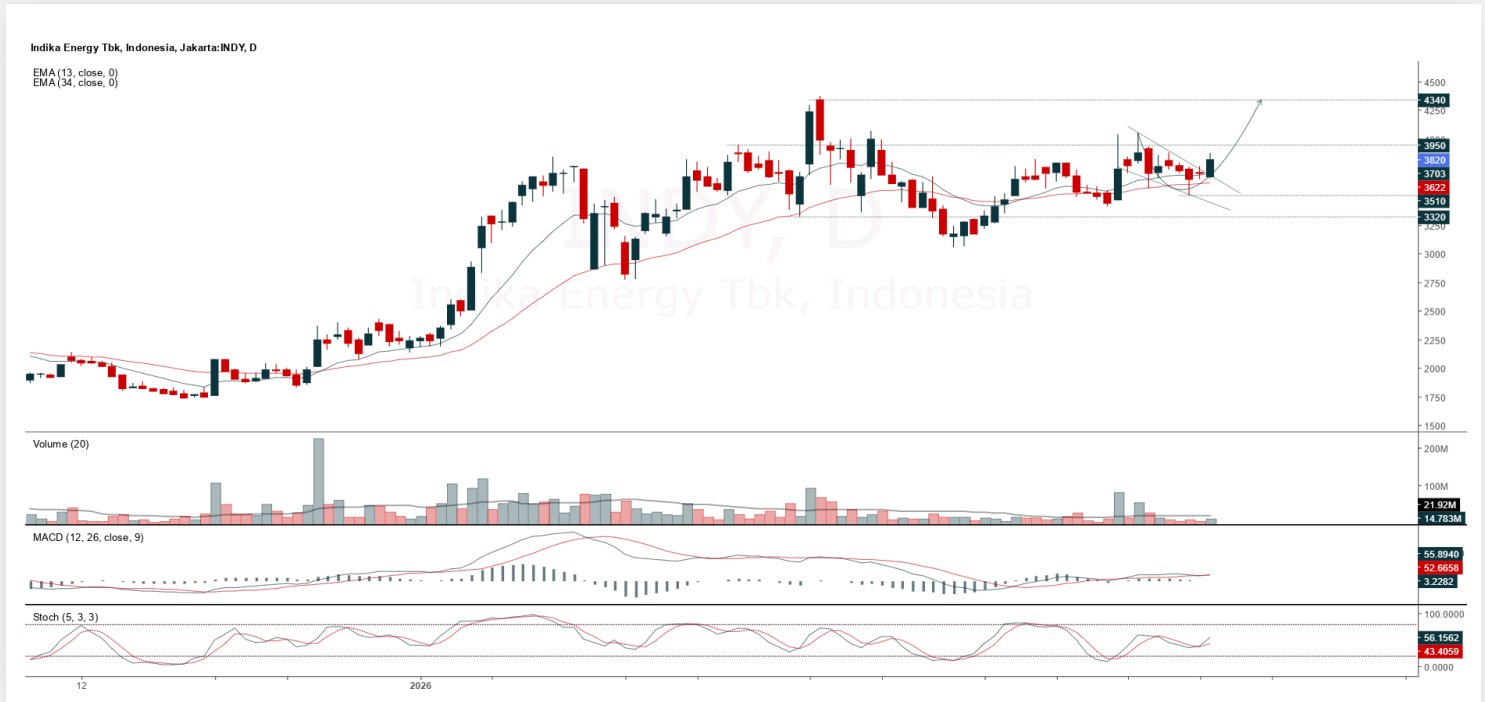 Indika Energy Tbk, Indonesia, Jakarta:INDY, D
EMA (13, close, 0)
EMA (34, close, 0)
INDY, D
Indika Energy Tbk, Indonesia
4500
4340
4250
3950
3820
3703
3622
3510
3320
3250
3000
2750
2500
2250
2000
1750
1500
Volume (20)
200M
100M
21.92M
14.783M
MACD (12, 26, close, 9)
55.8940
52.6658
3.2282
Stoch (5, 3, 3)
100.0000
56.1562
43.4059
0.0000
12
2026